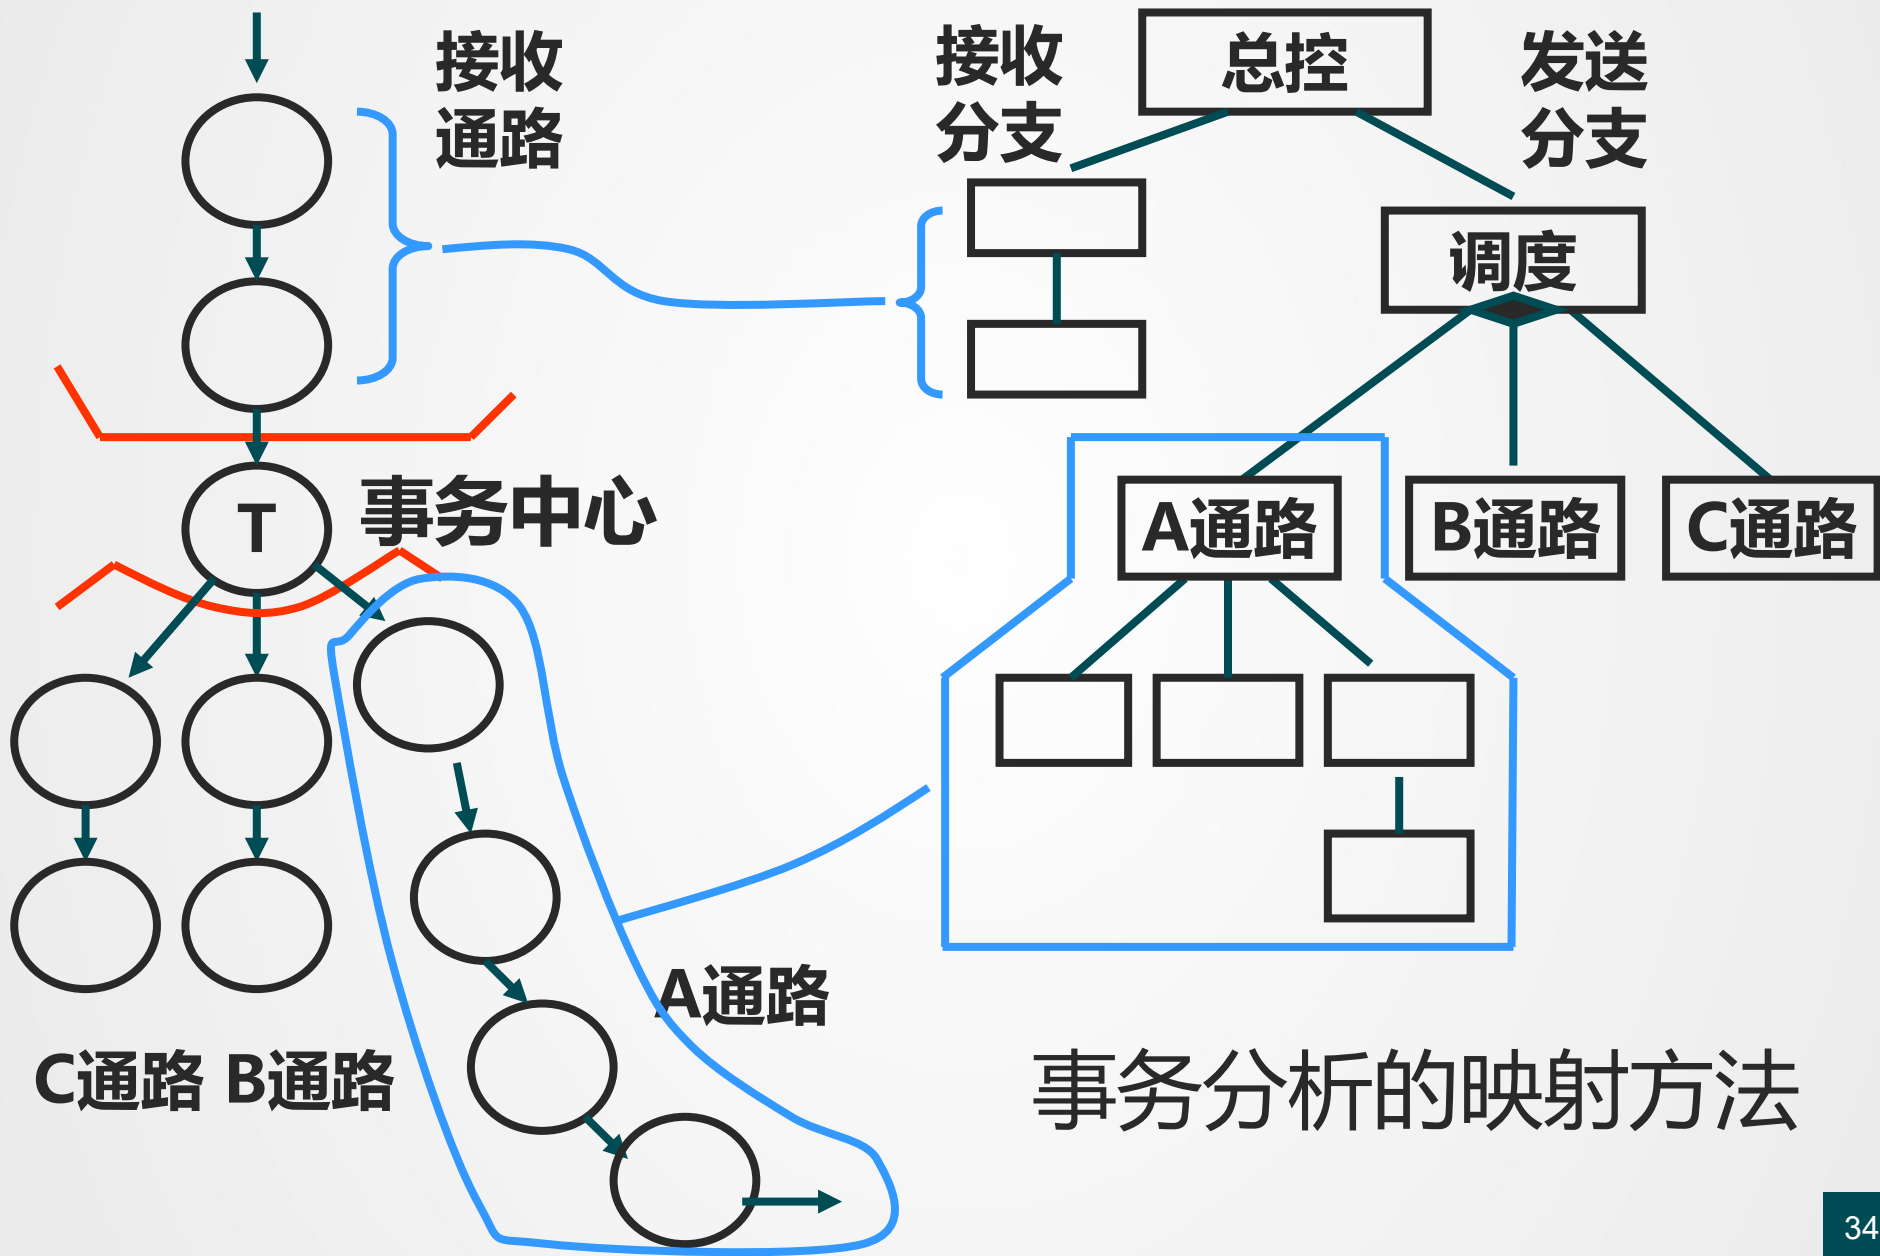 接收
通路
接收
分支
总控
发送
分支
调度
T
事务中心
A通路
B通路
C通路
A通路
C通路
B通路
事务分析的映射方法
34